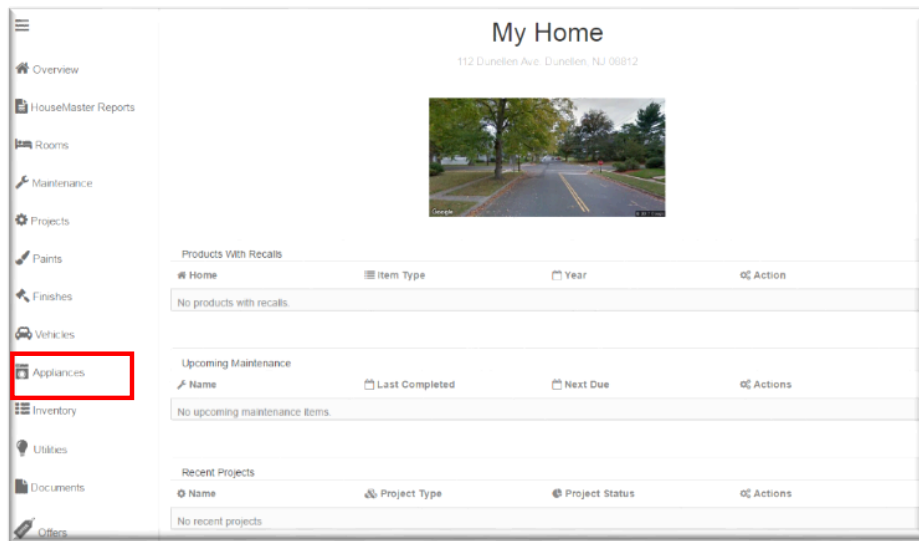 My Home
112 Dunellen Ave. Dunellen, NJ 08812
Overview
HouseMaster Reports
Rooms
Maintenance
Projects
Paints
Finishes
Vehicles
Appliances
Inventory
Utilities
Documents
Offers
Google
Products With Recalls
Home Item Type Year Action
No products with recalls.
Upcoming Maintenance
Name Last Completed Next Due Actions
No upcoming maintenance items.
Recent Projects
Name Project Type Project Status Actions
No recent projects